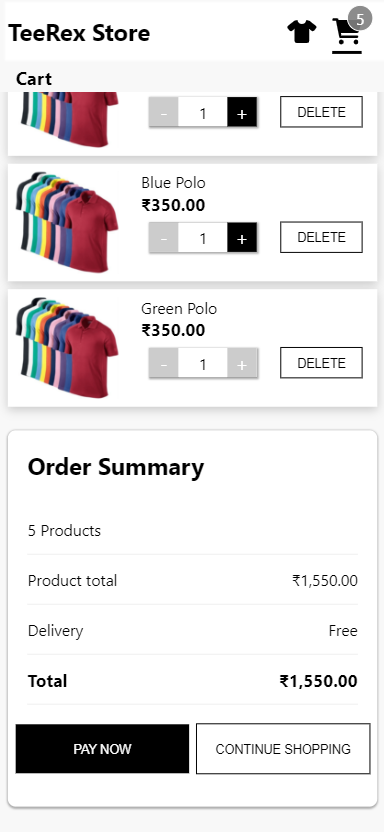 TeeRex Store
5
Cart
- 1 + DELETE
Blue Polo
₹350.00
- 1 + DELETE
Green Polo
₹350.00
- 1 + DELETE
Order Summary
5 Products
Product total ₹1,550.00
Delivery Free
Total ₹1,550.00
PAY NOW CONTINUE SHOPPING